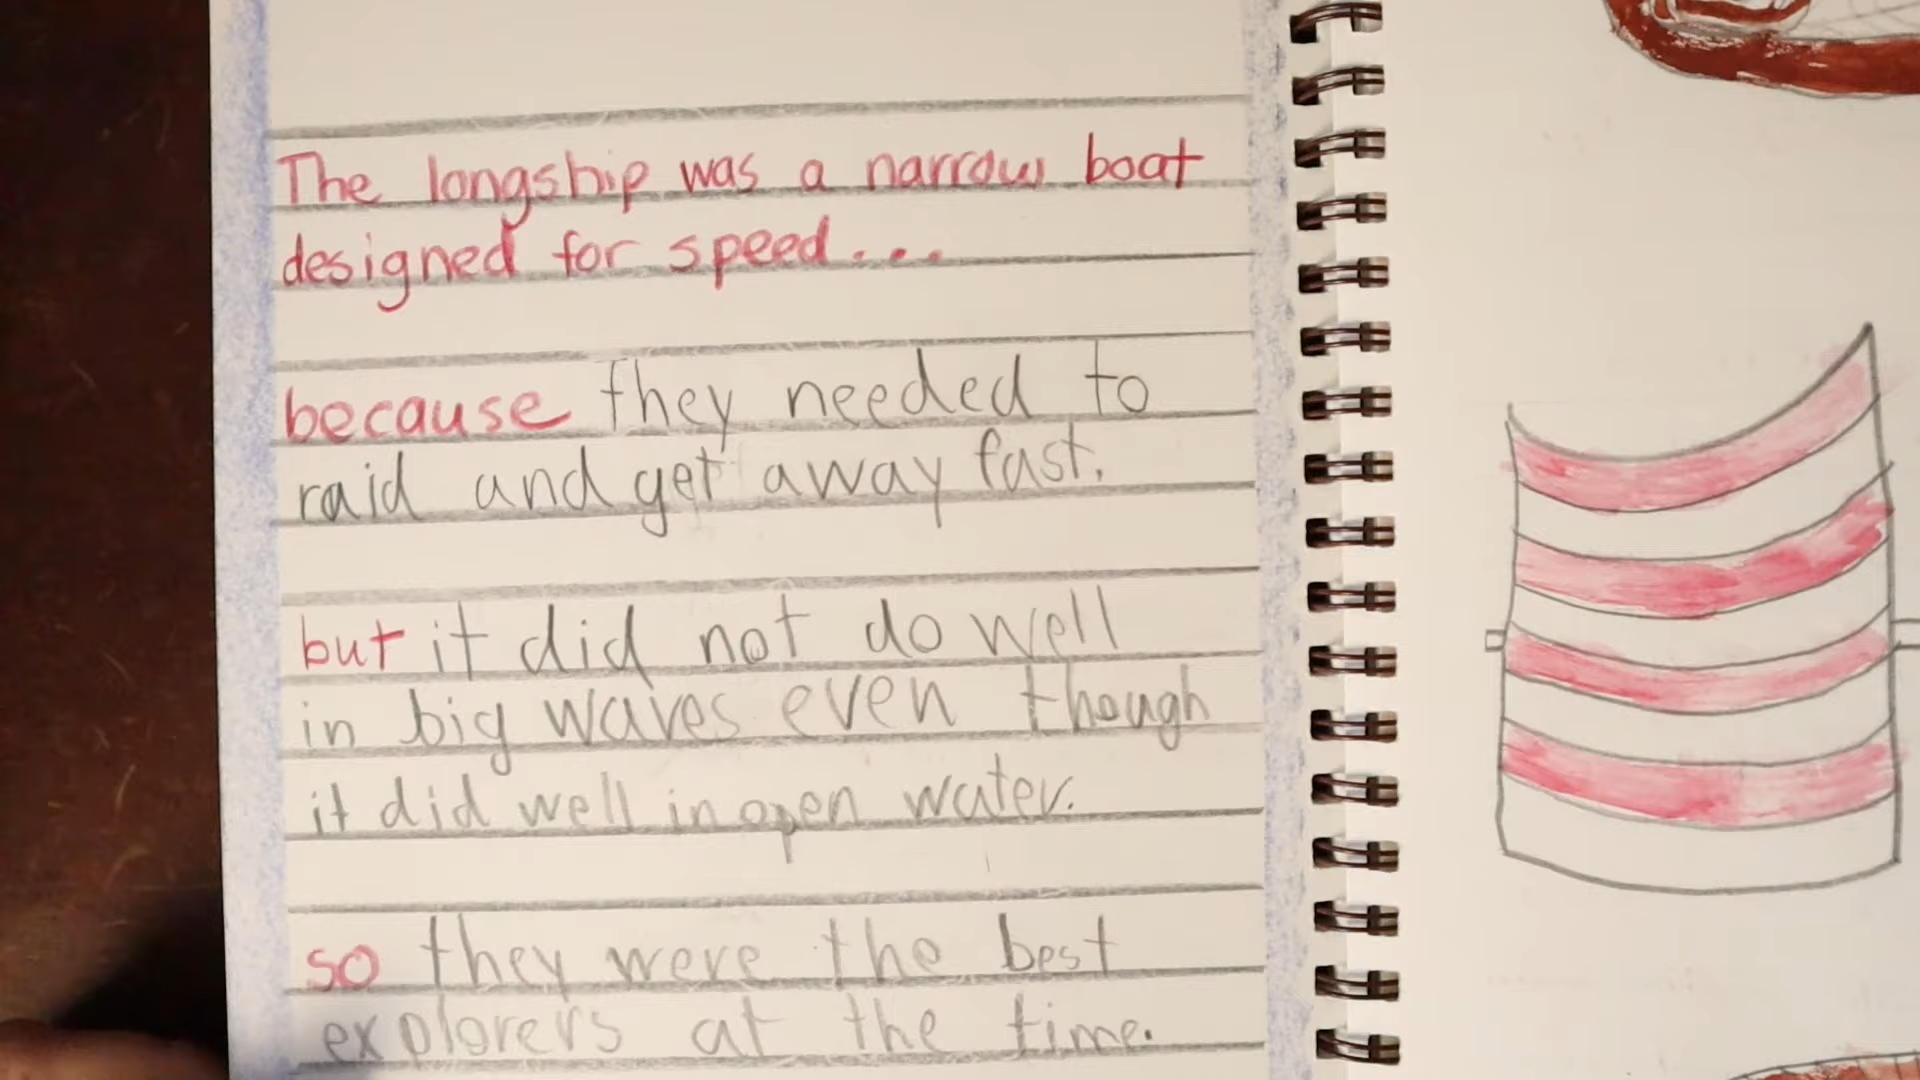 The longship was a narrow boat
designed for speed...
because they needed to
raid and get away fast.
but it did not do well
in big waves even though
it did well in open water.
so they were the best
explorers at the time.